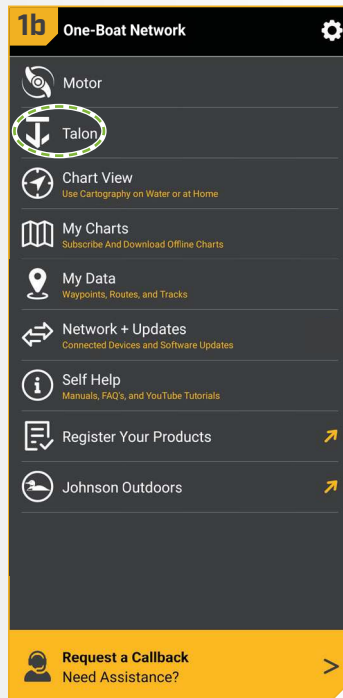 1b
One-Boat Network
Motor
Talon
Chart View
Use Cartography on Water or at Home
My Charts
Subscribe And Download Offline Charts
My Data
Waypoints, Routes, and Tracks
Network + Updates
Connected Devices and Software Updates
Self Help
Manuals, FAQ's, and YouTube Tutorials
Register Your Products
Johnson Outdoors
Request a Callback
Need Assistance?